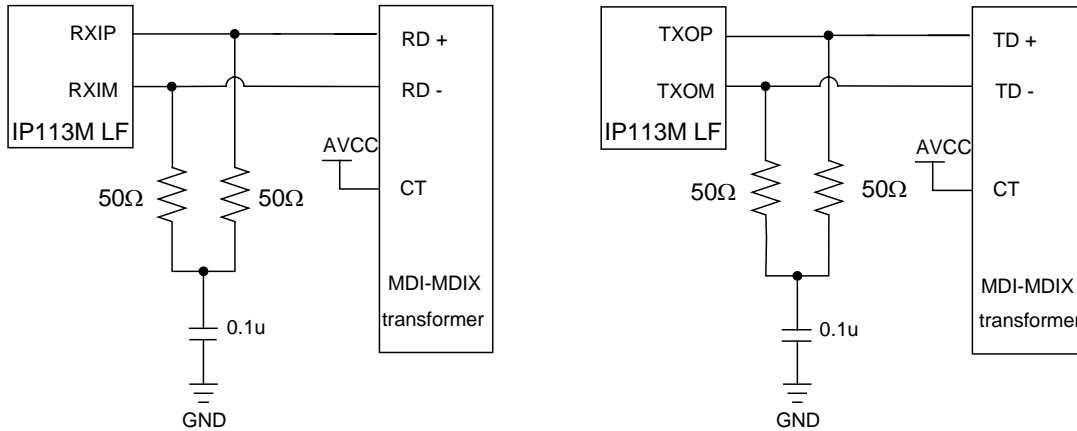 RXIP
RD +
RXIM
RD -
IP113M LF
AVCC
50Ω
50Ω
CT
MDI-MDIX
transformer
0.1u
GND
TXOP
TD +
TXOM
TD -
IP113M LF
AVCC
50Ω
50Ω
CT
MDI-MDIX
transformer
0.1u
GND